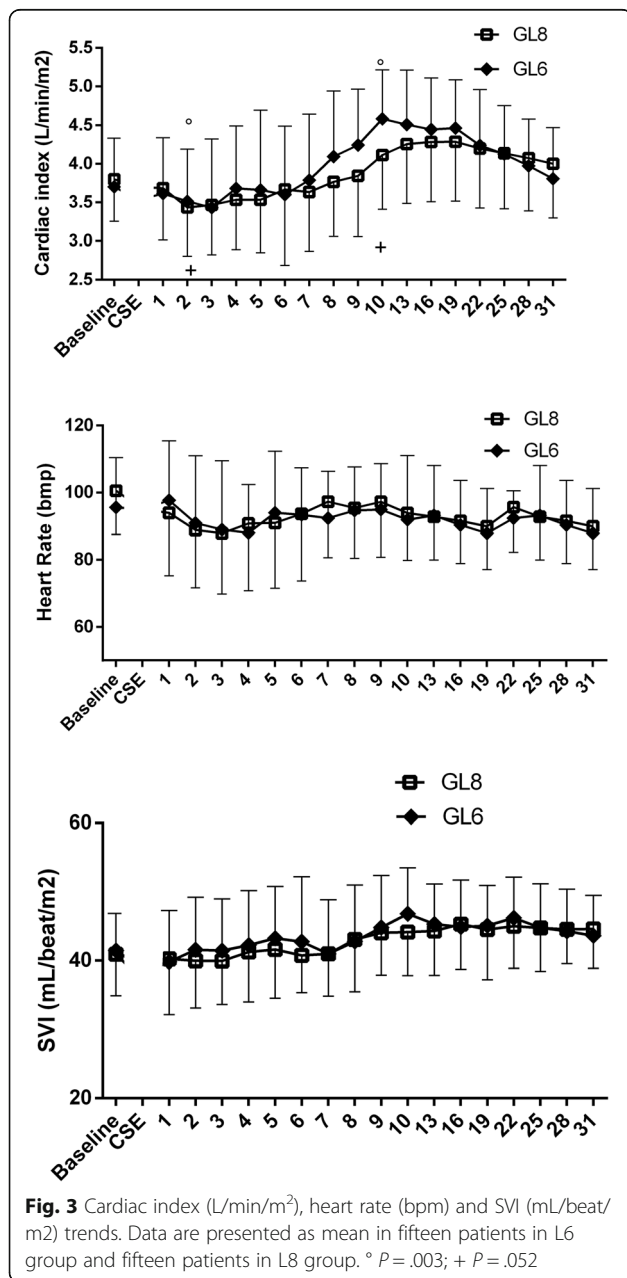 GL8
GL6
Cardiac index (L/min/m2)
5.5
5.0
4.5
4.0
3.5
3.0
2.5
° °
+ +
Baseline CSE 1 2 3 4 5 6 7 8 9 10 13 16 19 22 25 28 31
GL8
GL6
Heart Rate (bmp)
120
100
80
60
Baseline CSE 1 2 3 4 5 6 7 8 9 10 13 16 19 22 25 28 31
GL8
GL6
SVI (mL/beat/m2)
60
40
20
Baseline CSE 1 2 3 4 5 6 7 8 9 10 13 16 19 22 25 28 31
Fig. 3 Cardiac index (L/min/m²), heart rate (bpm) and SVI (mL/beat/
m2) trends. Data are presented as mean in fifteen patients in L6
group and fifteen patients in L8 group. ° P = .003; + P = .052